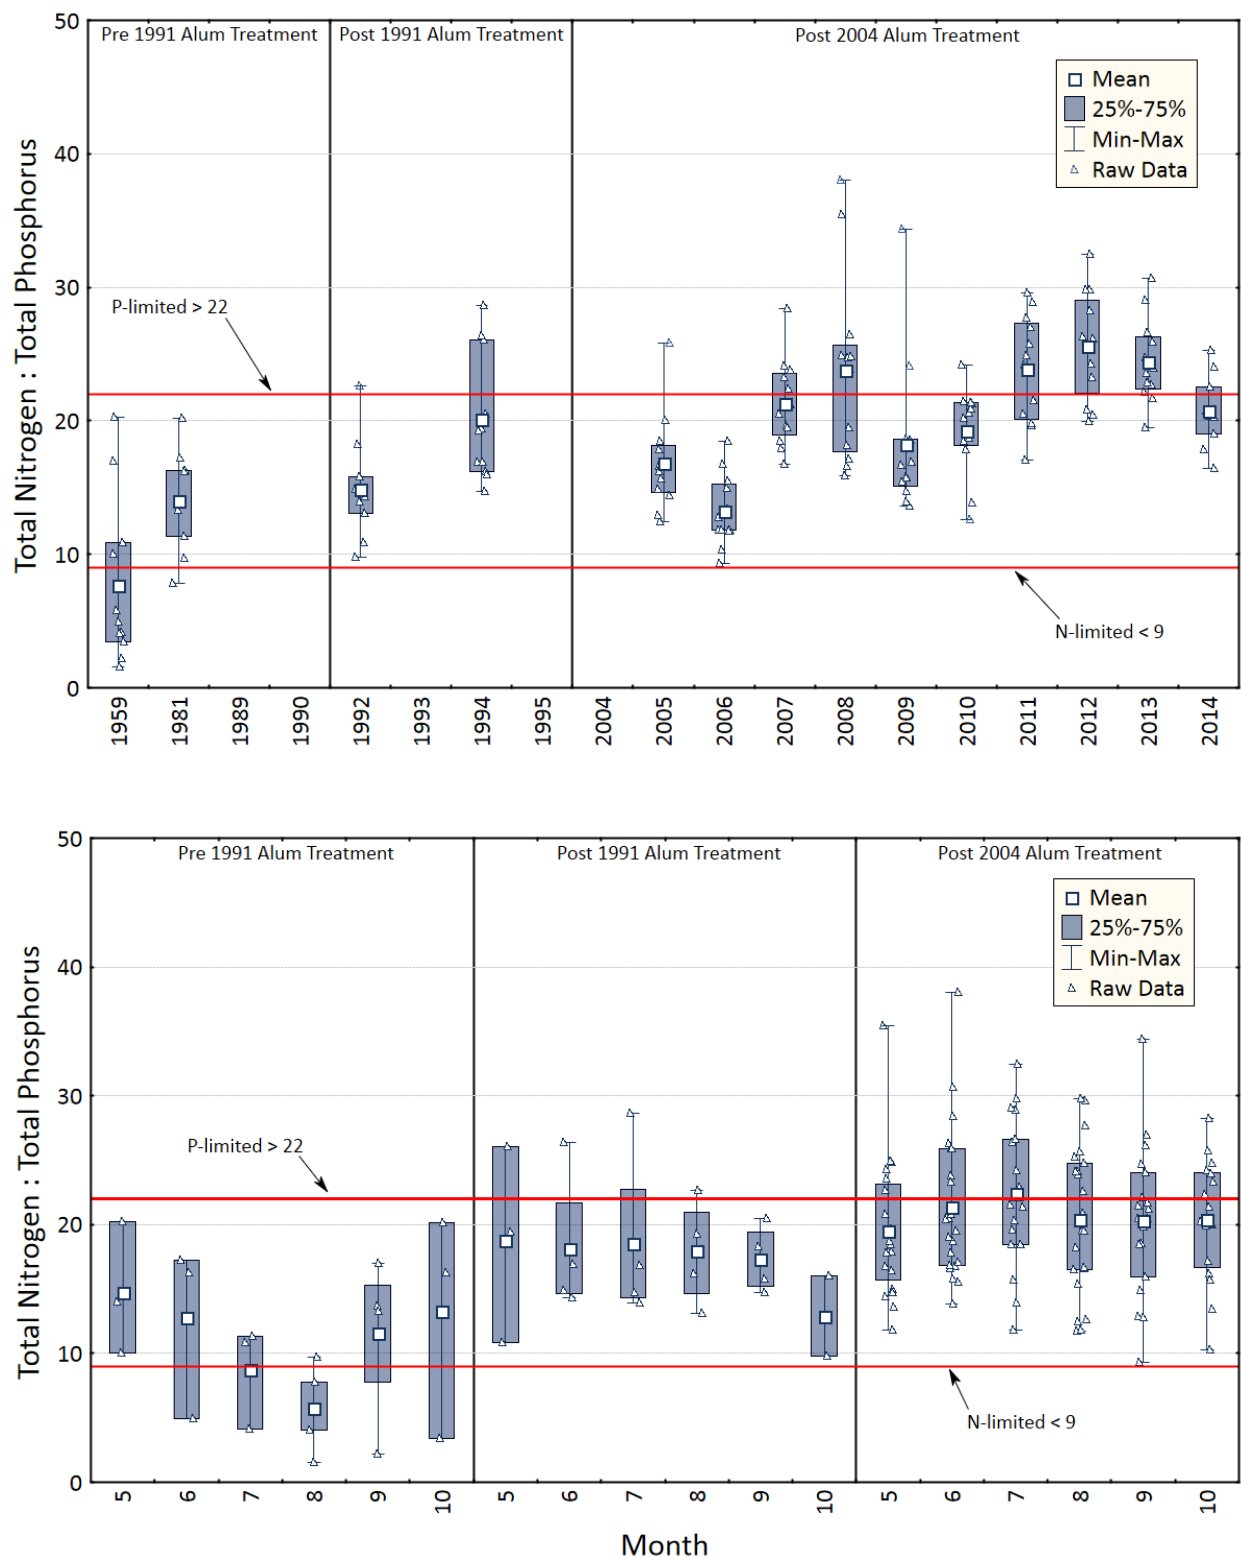 50
Pre 1991 Alum Treatment
Post 1991 Alum Treatment
Post 2004 Alum Treatment
Mean
25%-75%
Min-Max
Raw Data
40
30
20
10
0
Total Nitrogen : Total Phosphorus
P-limited > 22
N-limited < 9
1959
1981
1989
1990
1992
1993
1994
1995
2004
2005
2006
2007
2008
2009
2010
2011
2012
2013
2014
50
Pre 1991 Alum Treatment
Post 1991 Alum Treatment
Post 2004 Alum Treatment
Mean
25%-75%
Min-Max
Raw Data
40
30
20
10
0
Total Nitrogen : Total Phosphorus
P-limited > 22
N-limited < 9
5
6
7
8
9
10
5
6
7
8
9
10
5
6
7
8
9
10
Month